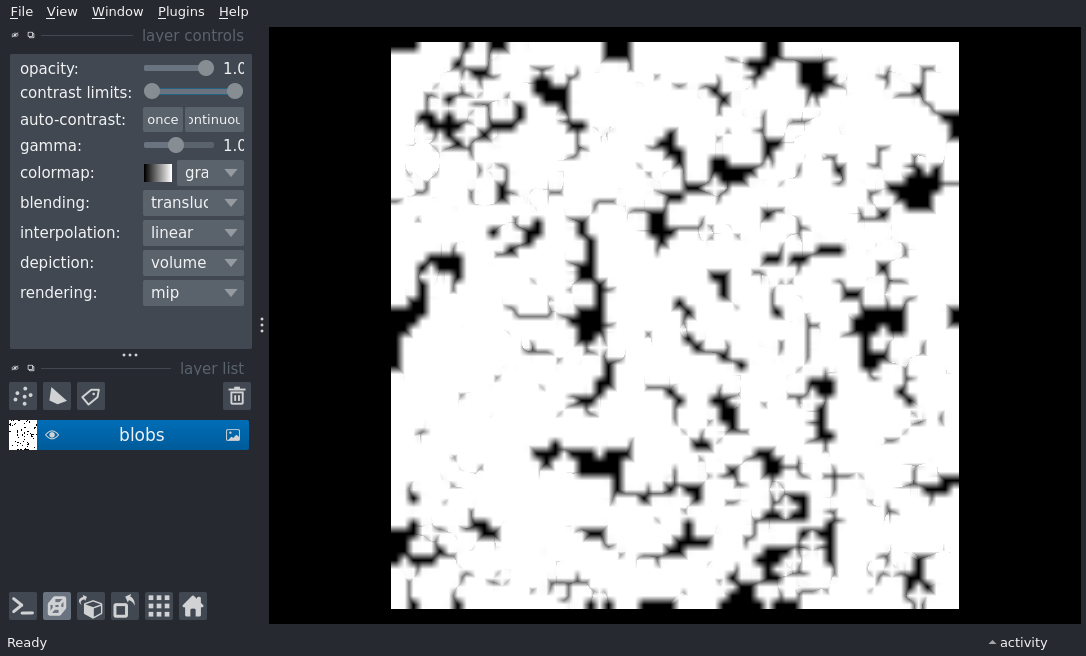 File View Window Plugins Help
layer controls
opacity: 1.0
contrast limits:
auto-contrast: once ontinuou
gamma: 1.0
colormap: gra
blending: transluc
interpolation: linear
depiction: volume
rendering: mip
layer list
blobs
Ready
activity